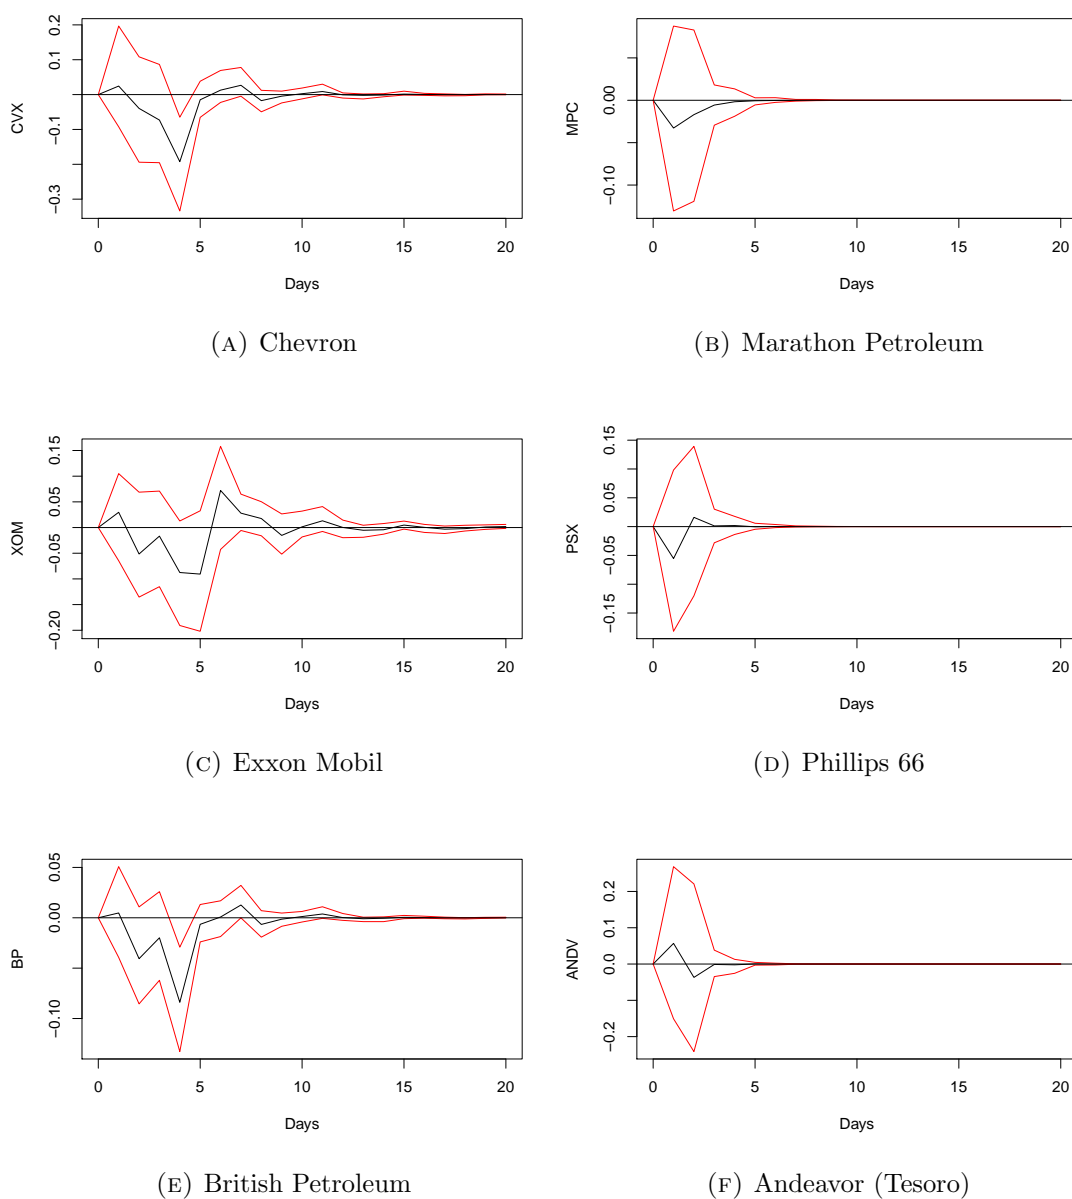 CVX
0.2
0.1
−0.1
−0.3
0 5 10 15 20
Days
(A) Chevron
MPC
0.00
−0.10
0 5 10 15 20
Days
(B) Marathon Petroleum
XOM
0.15
0.05
−0.05
−0.20
0 5 10 15 20
Days
(C) Exxon Mobil
PSX
0.15
0.05
−0.05
−0.15
0 5 10 15 20
Days
(D) Phillips 66
BP
0.05
0.00
−0.10
0 5 10 15 20
Days
(E) British Petroleum
ANDV
0.2
0.0
−0.2
0 5 10 15 20
Days
(F) Andeavor (Tesoro)